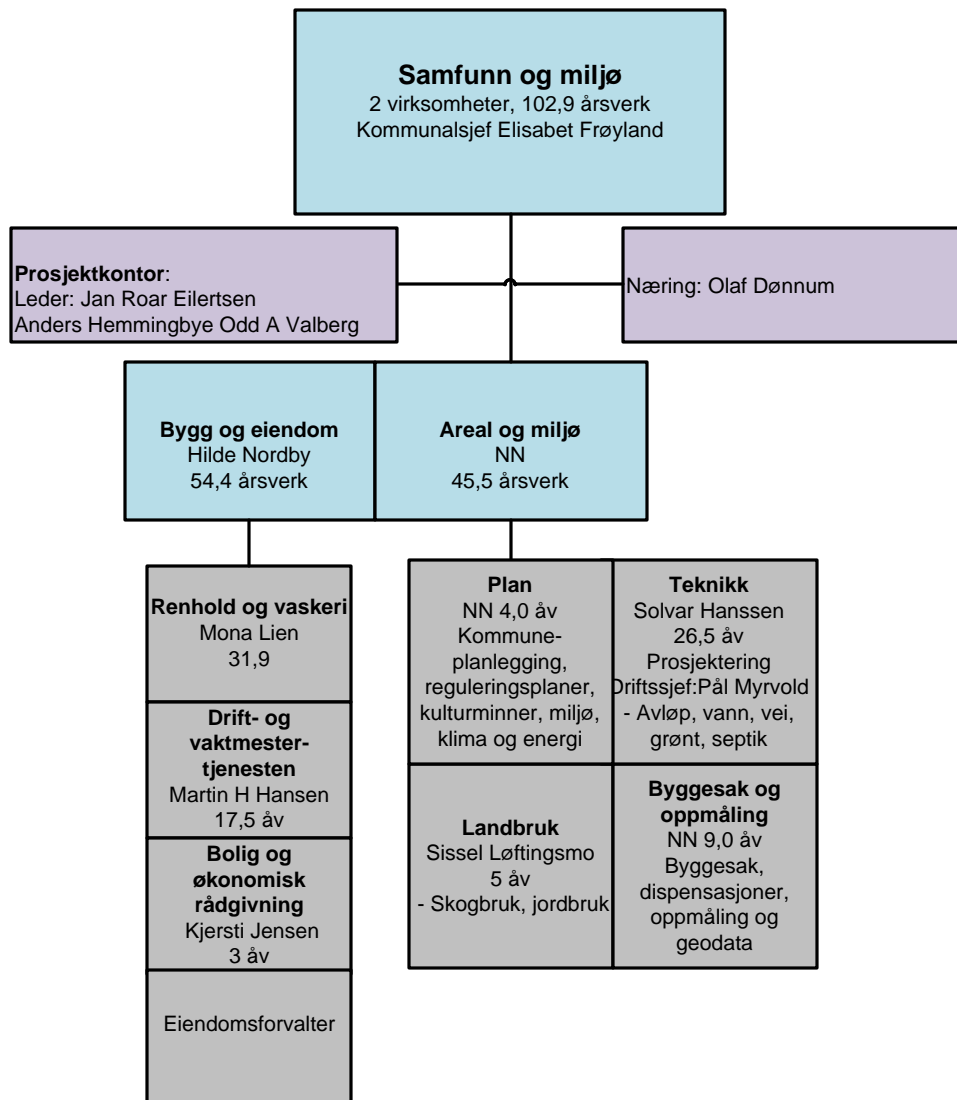 Samfunn og miljø
2 virksomheter, 102,9 årsverk
Kommunalsjef Elisabet Frøyland
Prosjektkontor:
Leder: Jan Roar Eilertsen
Anders Hemmingbye Odd A Valberg
Næring: Olaf Dønnum
Bygg og eiendom
Hilde Nordby
54,4 årsverk
Areal og miljø
NN
45,5 årsverk
Renhold og vaskeri
Mona Lien
31,9
Drift- og
vaktmester-
tjenesten
Martin H Hansen
17,5 åv
Bolig og
økonomisk
rådgivning
Kjersti Jensen
3 åv
Eiendomsforvalter
Plan
NN 4,0 åv
Kommune-
planlegging,
reguleringsplaner,
kulturminner, miljø,
klima og energi
Teknikk
Solvar Hanssen
26,5 åv
Prosjektering
Driftssjef:Pål Myrvold
- Avløp, vann, vei,
grønt, septik
Landbruk
Sissel Løftingsmo
5 åv
- Skogbruk, jordbruk
Byggesak og
oppmåling
NN 9,0 åv
Byggesak,
dispensasjoner,
oppmåling og
geodata